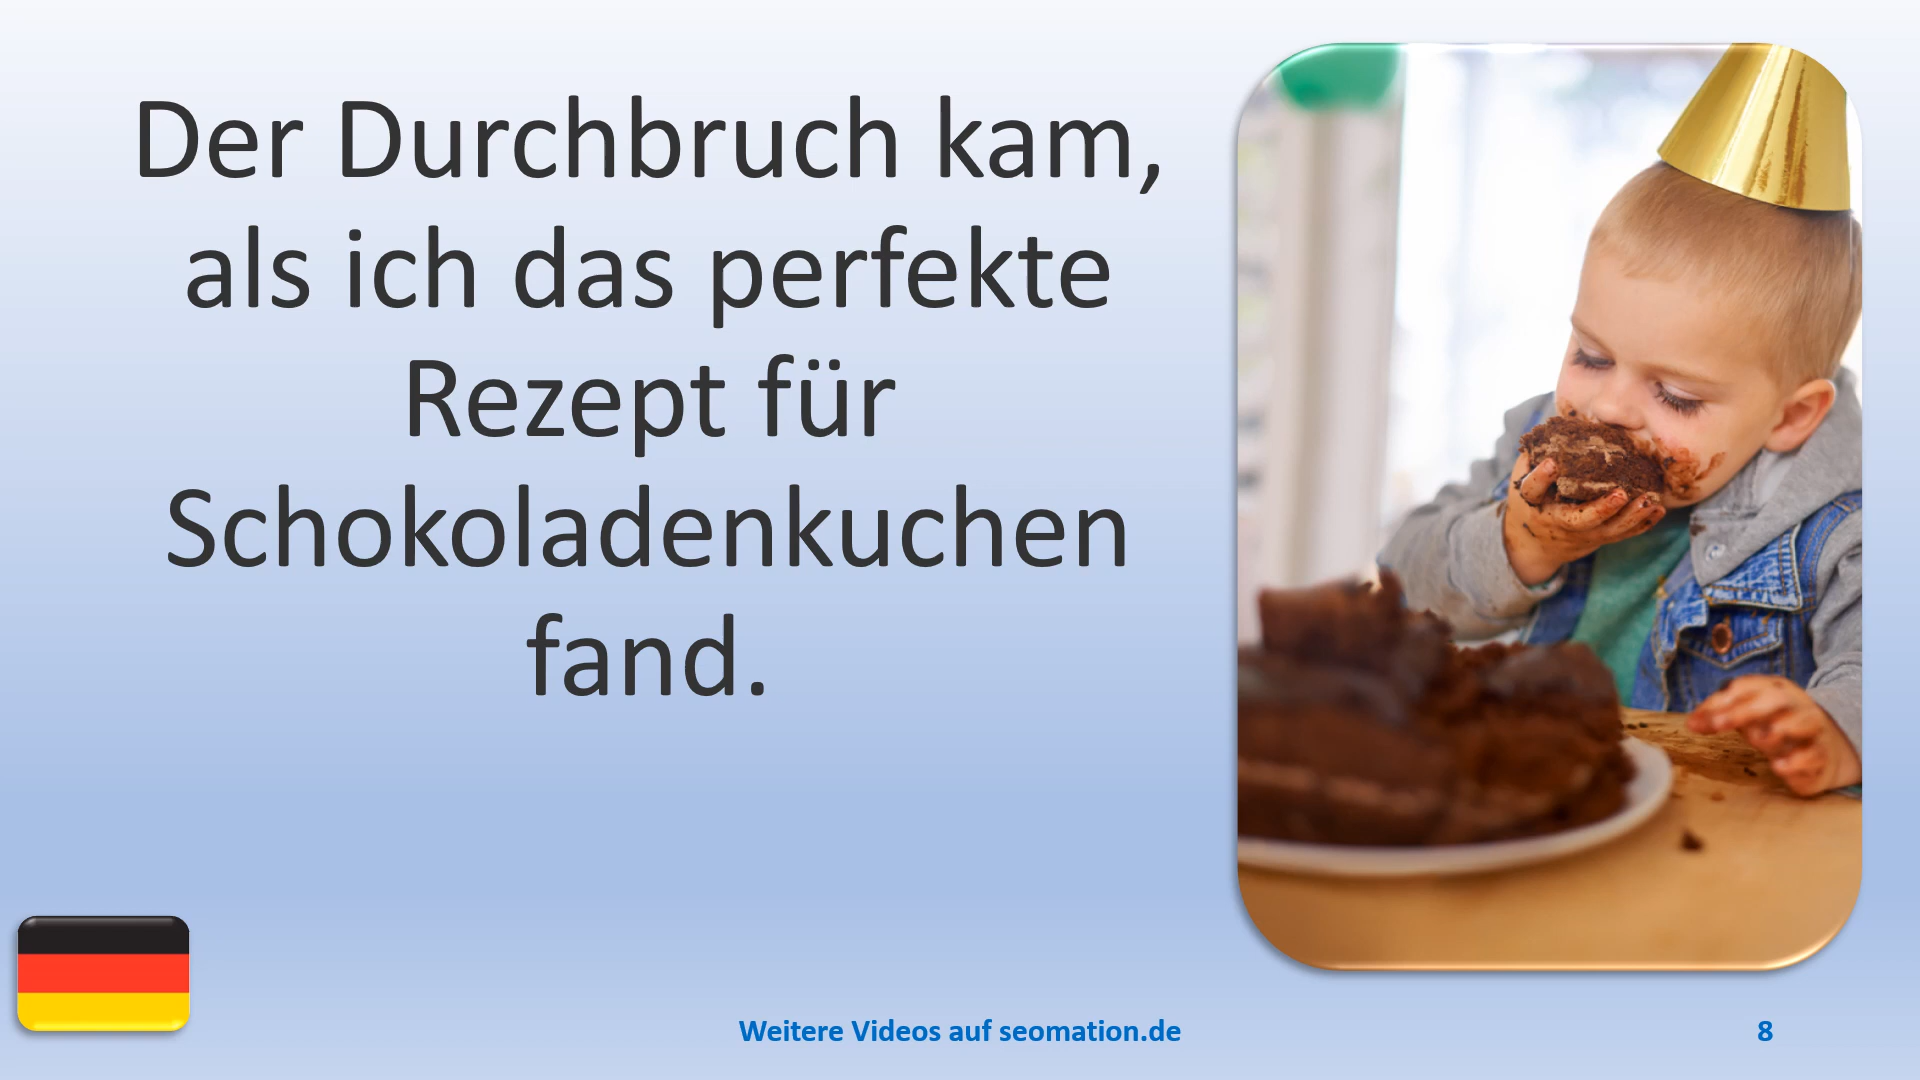 Der Durchbruch kam,
als ich das perfekte
Rezept für
Schokoladenkuchen
fand.
Weitere Videos auf seomation.de
8